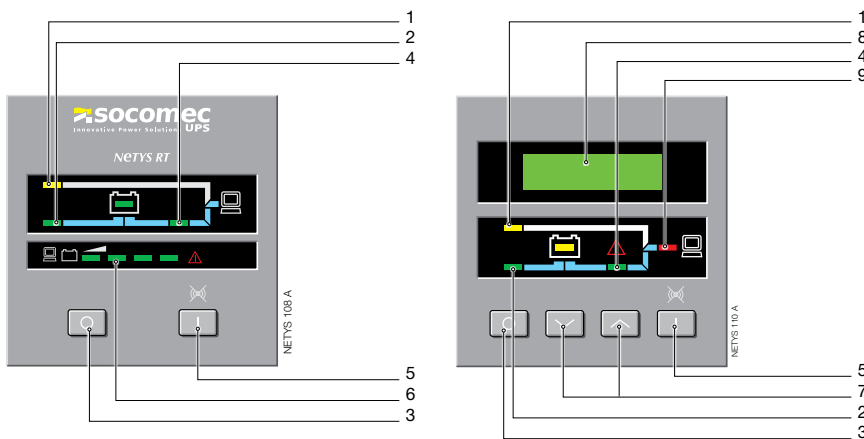 1
2
4
socomec
Innovative Power Solutions UPS
NETYS RT
NETYS 108 A
5
6
3
1
8
4
9
NETYS 110 A
5
7
2
3